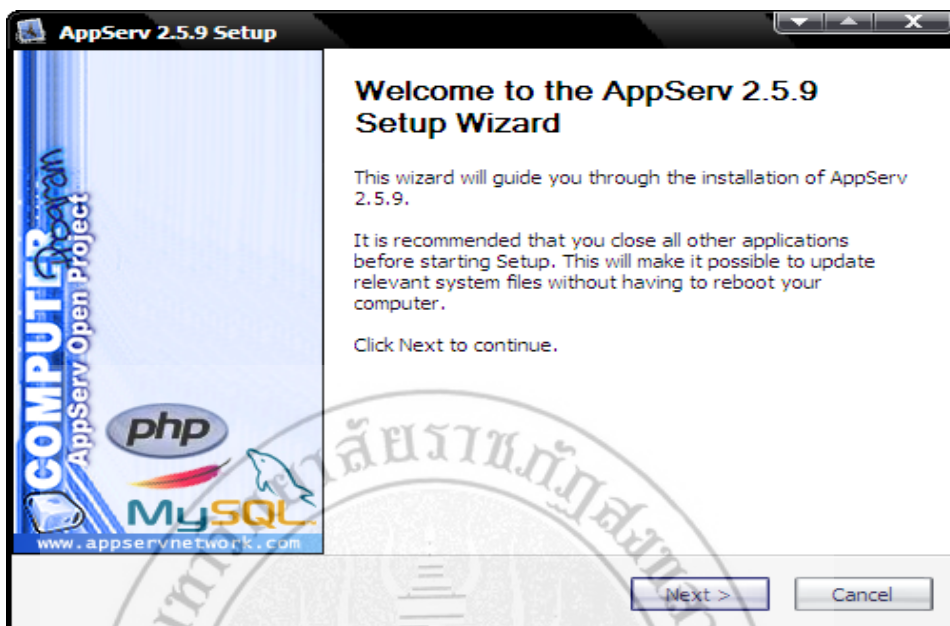 AppServ 2.5.9 Setup
Welcome to the AppServ 2.5.9
Setup Wizard
This wizard will guide you through the installation of AppServ
2.5.9.
It is recommended that you close all other applications
before starting Setup. This will make it possible to update
relevant system files without having to reboot your
computer.
Click Next to continue.
COMPUTER
Program
AppServ Open Project
php
MySQL
www.appservnetwork.com
Next >
Cancel